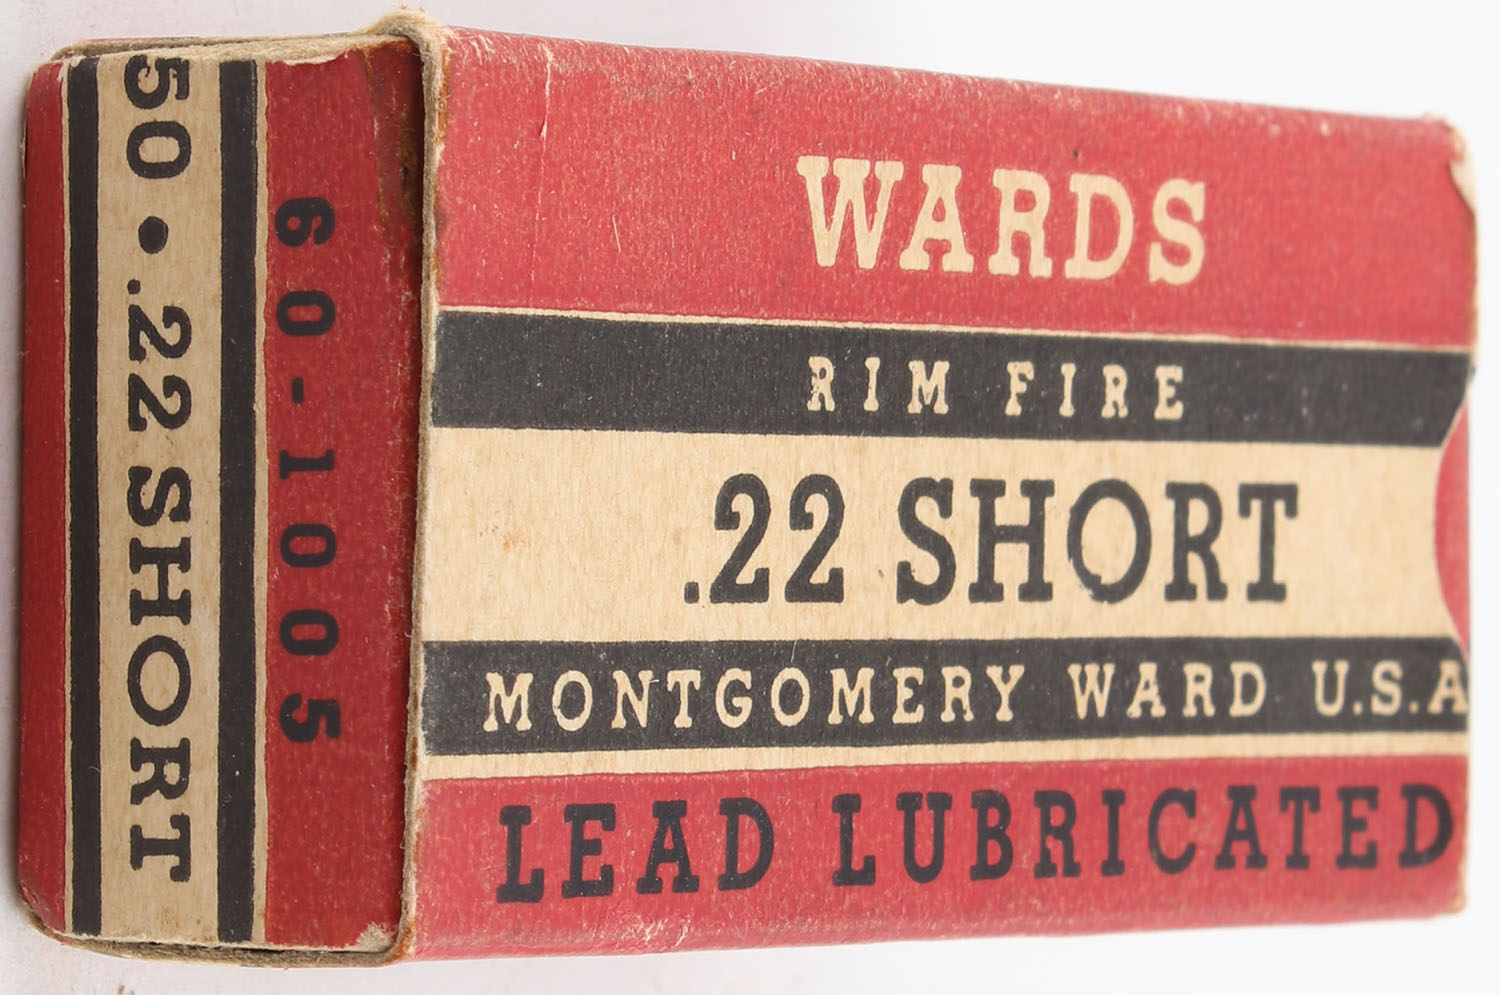 WARDS
RIM FIRE
.22 SHORT
MONTGOMERY WARD U.S.A
LEAD LUBRICATED
50 • .22 SHORT
60-1005